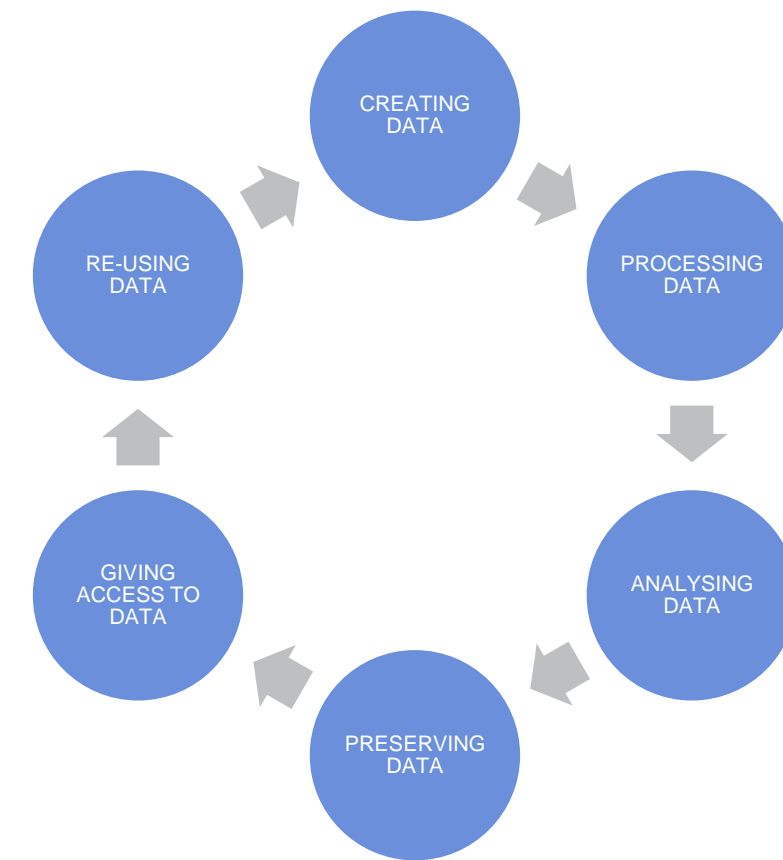 CREATING
DATA
PROCESSING
DATA
ANALYSING
DATA
PRESERVING
DATA
GIVING
ACCESS TO
DATA
RE-USING
DATA